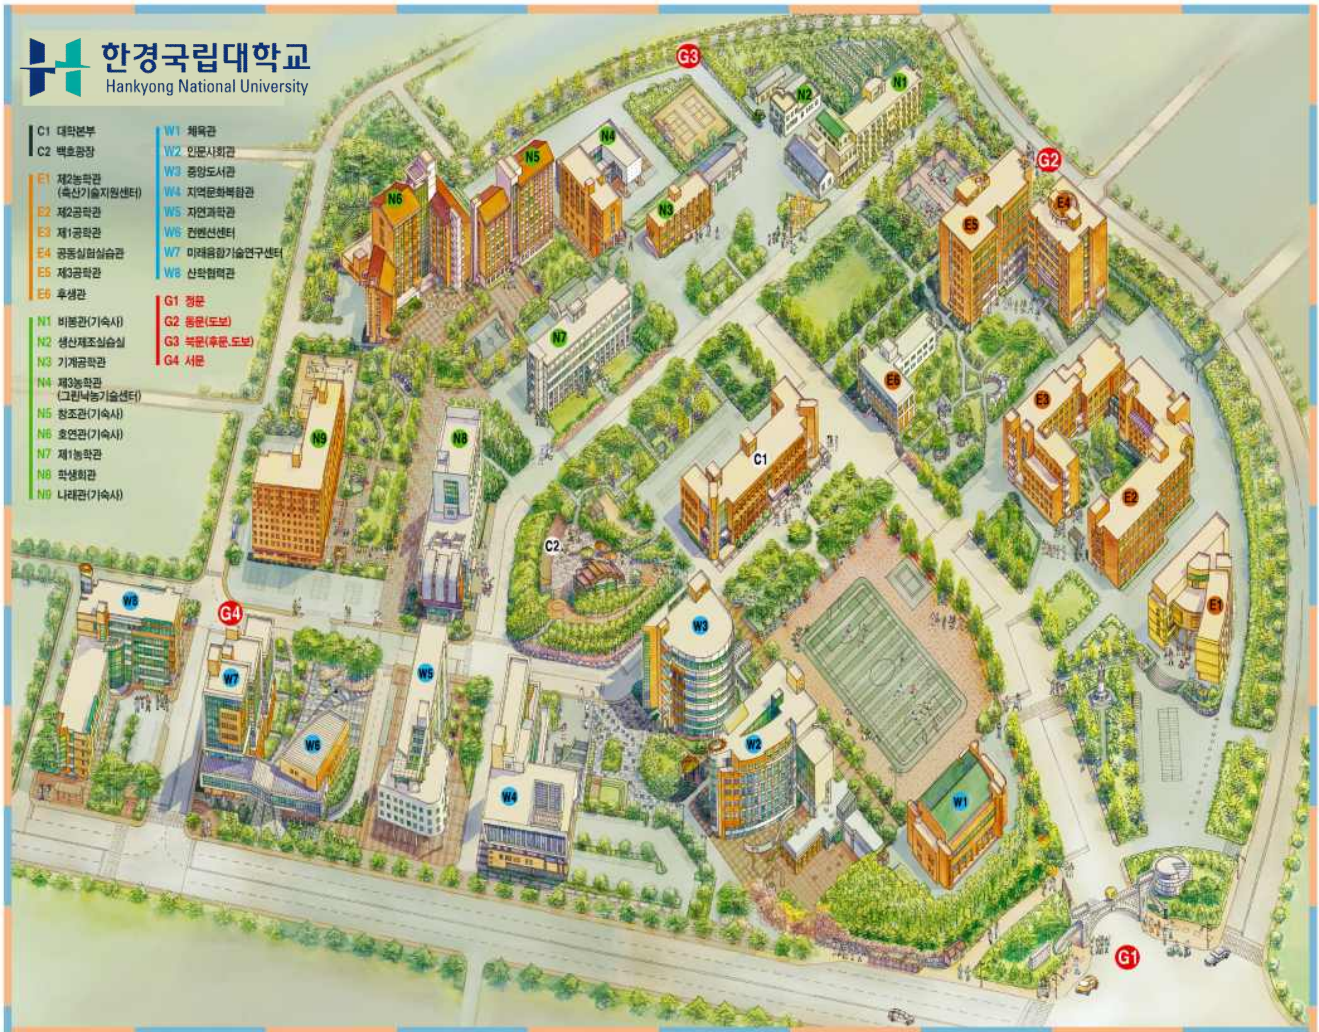 한경국립대학교
Hankyong National University
C1 대학본부
C2 백호광장
E1 제2농학관
(축산기술지원센터)
E2 제2공학관
E3 제1공학관
E4 공동실험실습관
E5 제3공학관
E6 후생관
N1 비봉관(기숙사)
N2 생산제조실습실
N3 기계공학관
N4 제3농학관
(그린낙농기술센터)
N5 창조관(기숙사)
N6 호연관(기숙사)
N7 제1농학관
N8 학생회관
N9 나래관(기숙사)
W1 체육관
W2 인문사회관
W3 중앙도서관
W4 지역문화복합관
W5 자연과학관
W6 컨벤션센터
W7 미래융합기술연구센터
W8 산학협력관
G1 정문
G2 동문(도보)
G3 북문(후문.도보)
G4 서문
G3
N1
N2
N4
N5
G2
N6
N3
E4
E5
N7
E6
E3
N9
N8
C1
E2
C2
W8
E1
G4
W3
W5
W7
W6
W2
W4
W1
G1